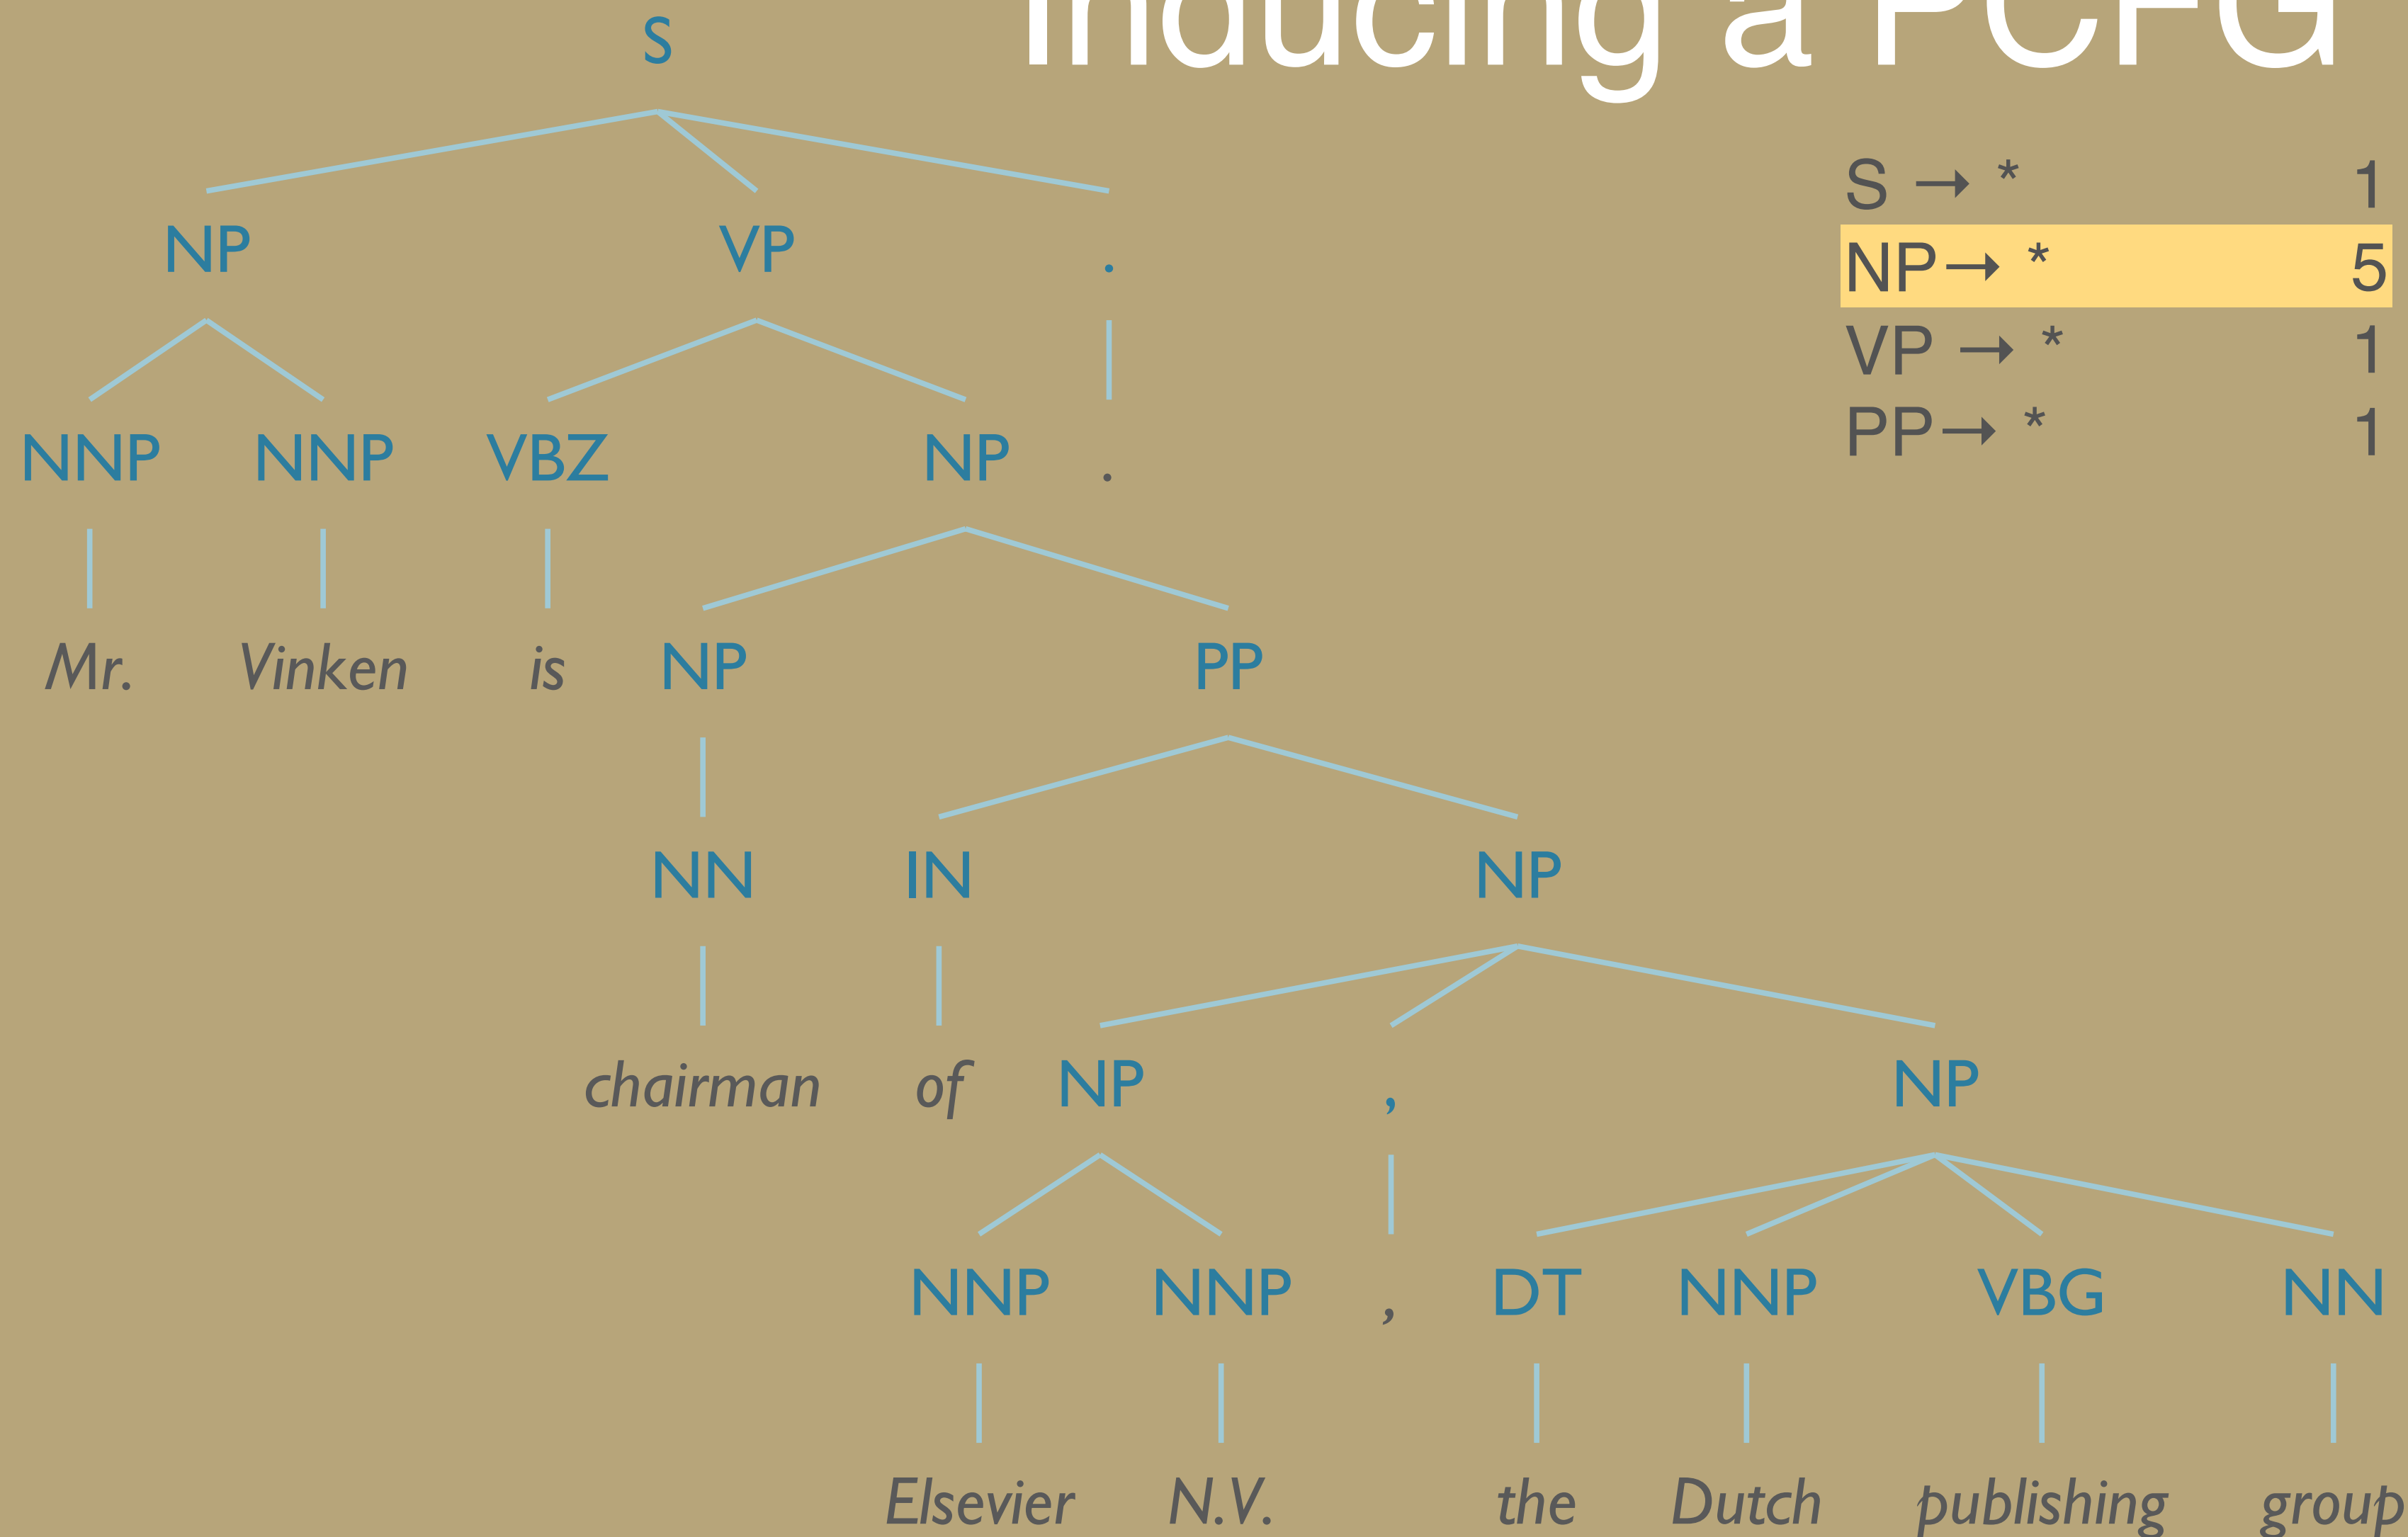 Inducing a PCFG
S
S → * 1
NP → * 5
VP → * 1
PP → * 1
NP VP .
NNP NNP VBZ NP .
Mr. Vinken is NP PP
NN IN NP
chairman of NP , NP
NNP NNP , DT NNP VBG NN
Elsevier N.V. the Dutch publishing group